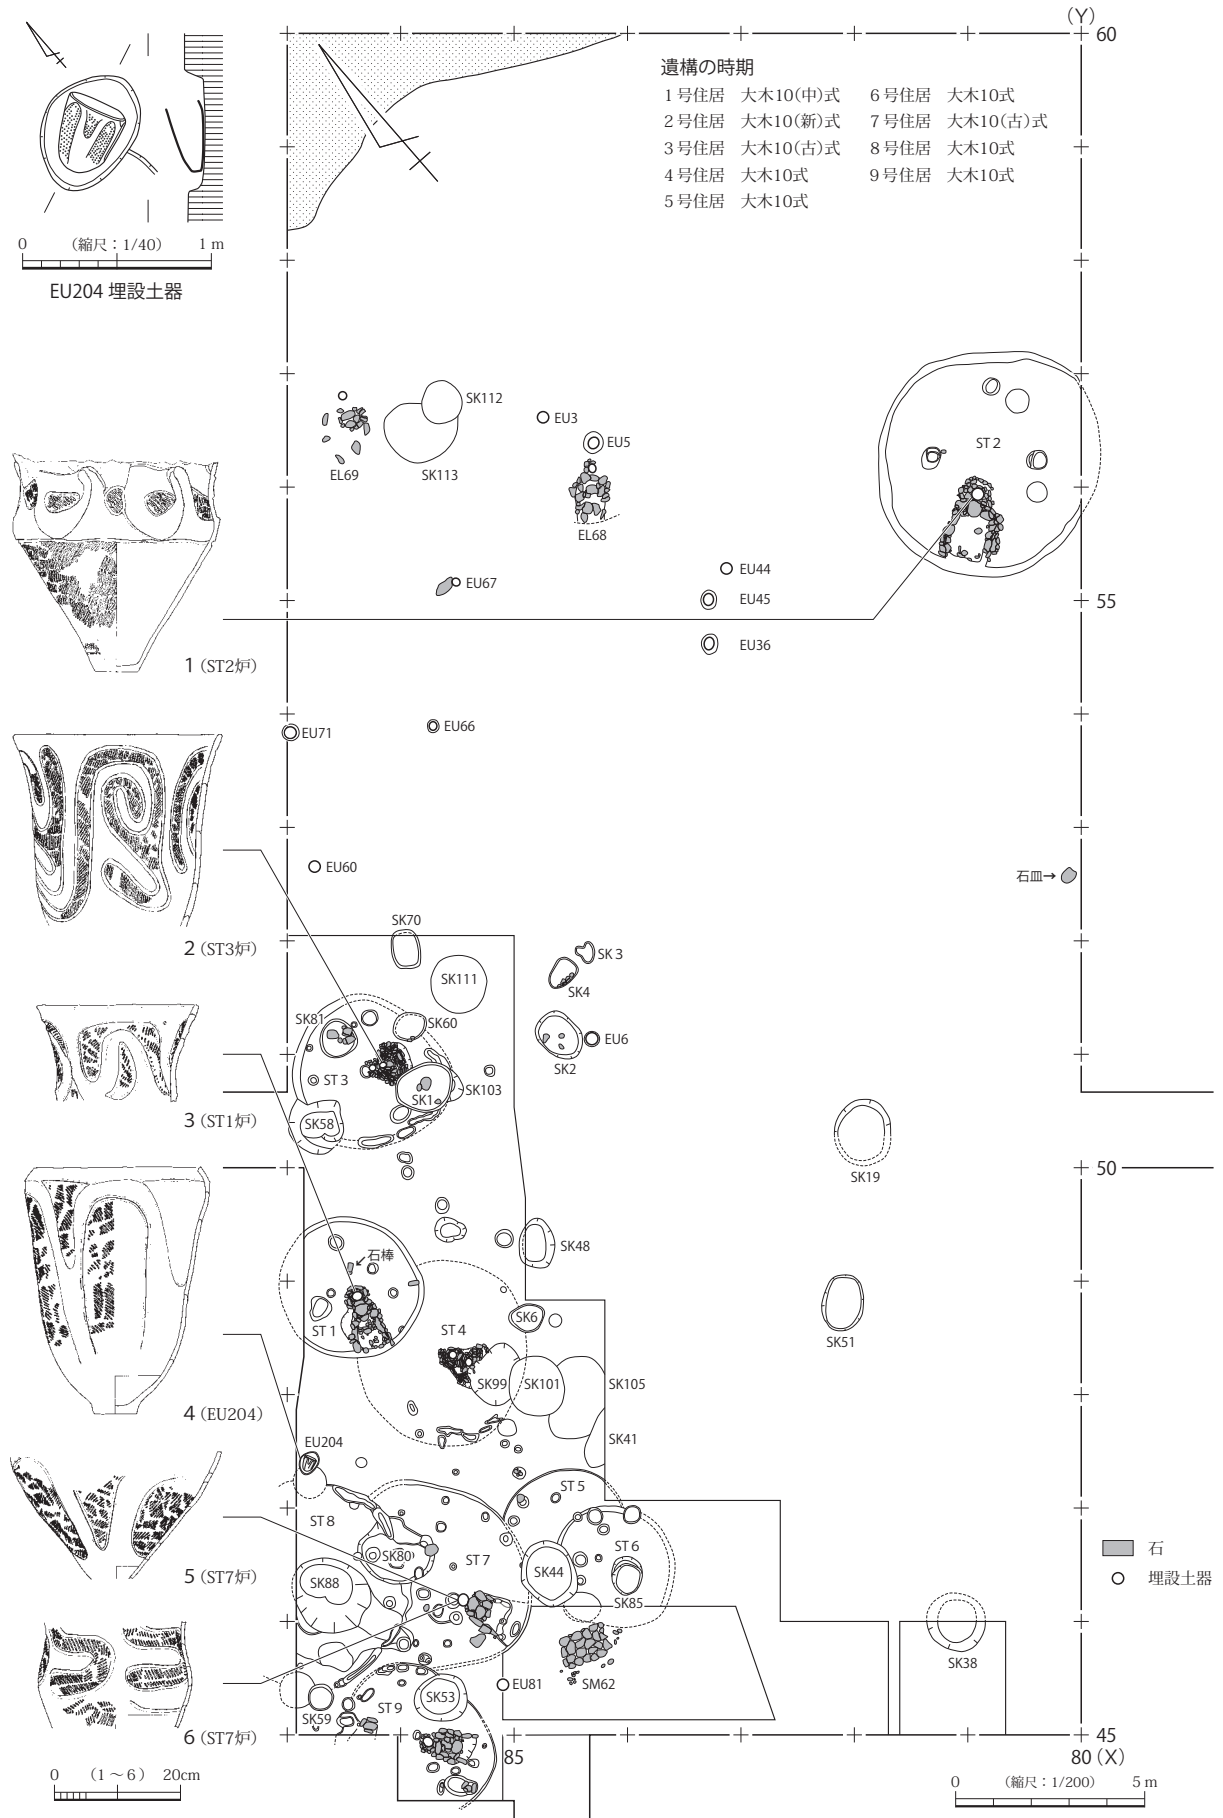 (Y)
60
遺構の時期
1号住居 大木10(中)式 6号住居 大木10式
2号住居 大木10(新)式 7号住居 大木10(古)式
3号住居 大木10(古)式 8号住居 大木10式
4号住居 大木10式 9号住居 大木10式
5号住居 大木10式
0 (縮尺：1/40) 1 m
EU204 埋設土器
SK112
EU3
EU5
ST 2
EL69
SK113
EL68
EU44
EU67
EU45
55
EU36
1 (ST2炉)
EU71
EU66
EU60
石皿→
SK70
2 (ST3炉)
SK 3
SK111
SK4
SK81
SK60
EU6
SK2
ST 3
SK103
SK1
3 (ST1炉)
SK58
50
SK19
石棒
↙
SK48
SK6
ST 1
ST 4
SK51
SK99
SK101
SK105
4 (EU204)
SK41
EU204
ST 5
ST 8
ST 6
石
SK80
ST 7
5 (ST7炉)
SK44
埋設土器
SK88
SK85
SK38
SM62
EU81
SK53
ST 9
SK59
6 (ST7炉)
45
85
80 (X)
0 (1～6) 20cm
0 (縮尺：1/200) 5 m